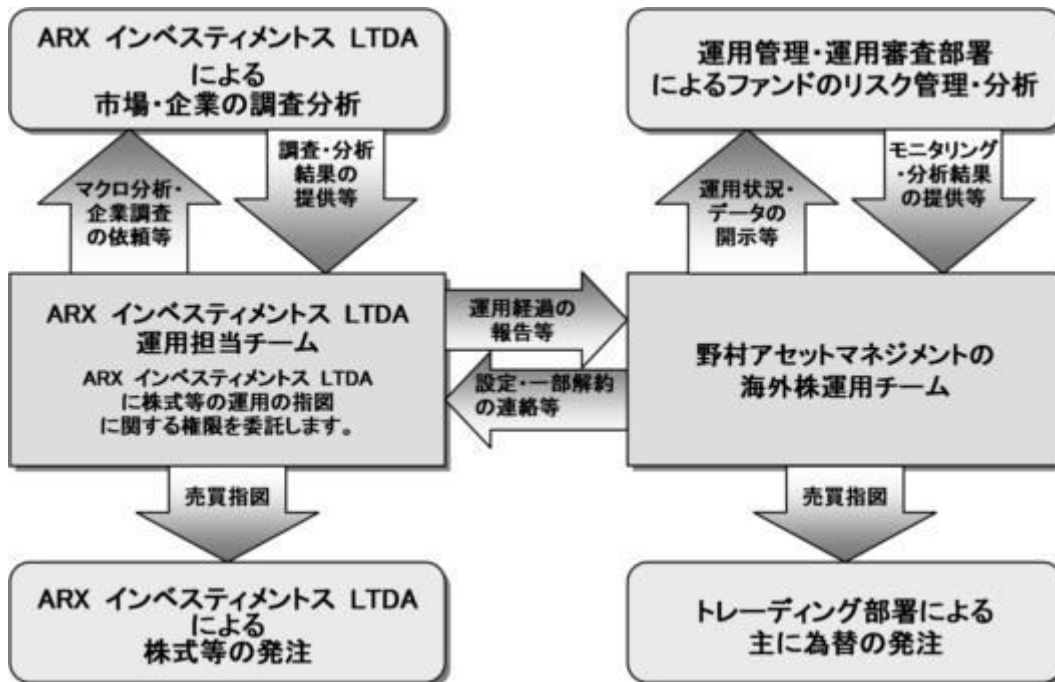 ARX インベスティメントス LTDA
による
市場・企業の調査分析
運用管理・運用審査部署
によるファンドのリスク管理・分析
マクロ分析・
企業調査
の依頼等
調査・分析
結果の
提供等
運用状況・
データの
開示等
モニタリング
・分析結果
の提供等
ARX インベスティメントス LTDA
運用担当チーム
ARX インベスティメントス LTDA
に株式等の運用の指図
に関する権限を委託します。
運用経過の
報告等
設定・一部解約
の連絡等
野村アセットマネジメントの
海外株運用チーム
売買指図
売買指図
ARX インベスティメントス LTDA
による
株式等の発注
トレーディング部署による
主に為替の発注